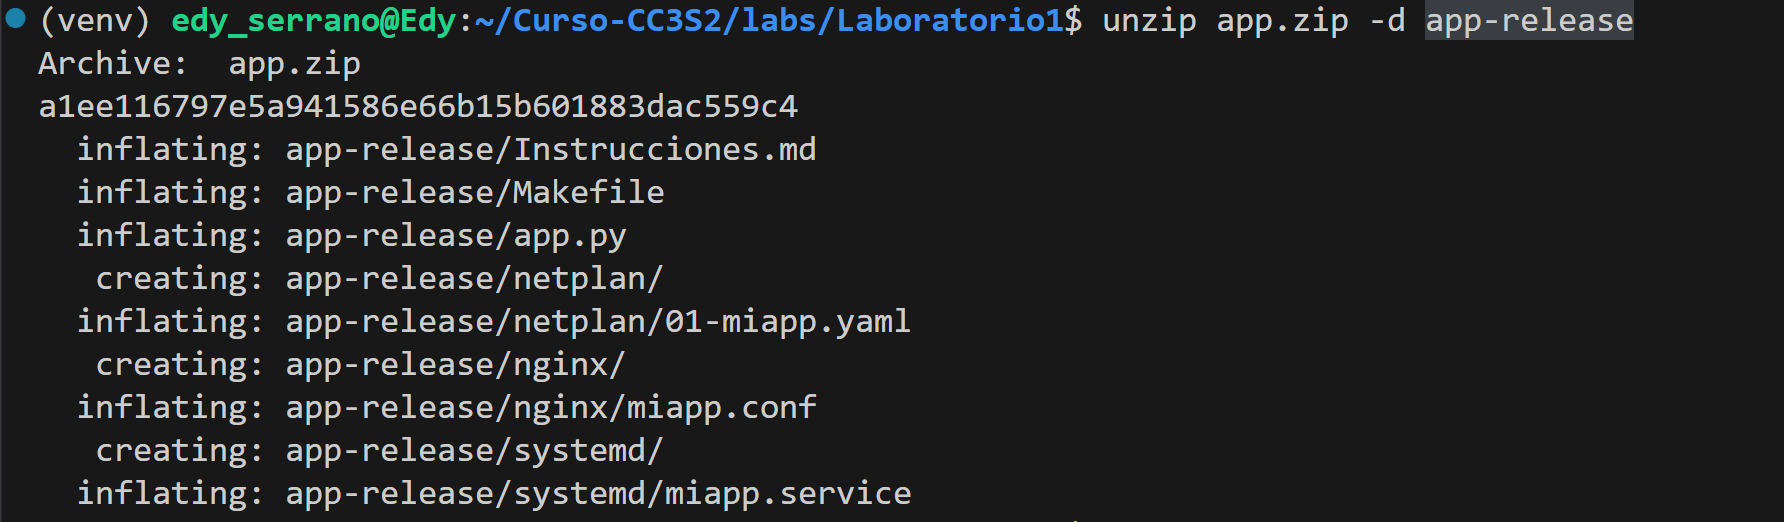 (venv) edy_serrano@Edy:~/Curso-CC3S2/labs/Laboratorio1$ unzip app.zip -d app-release
Archive:  app.zip
a1ee116797e5a941586e66b15b601883dac559c4
  inflating: app-release/Instrucciones.md
  inflating: app-release/Makefile
  inflating: app-release/app.py
   creating: app-release/netplan/
  inflating: app-release/netplan/01-miapp.yaml
   creating: app-release/nginx/
  inflating: app-release/nginx/miapp.conf
   creating: app-release/systemd/
  inflating: app-release/systemd/miapp.service